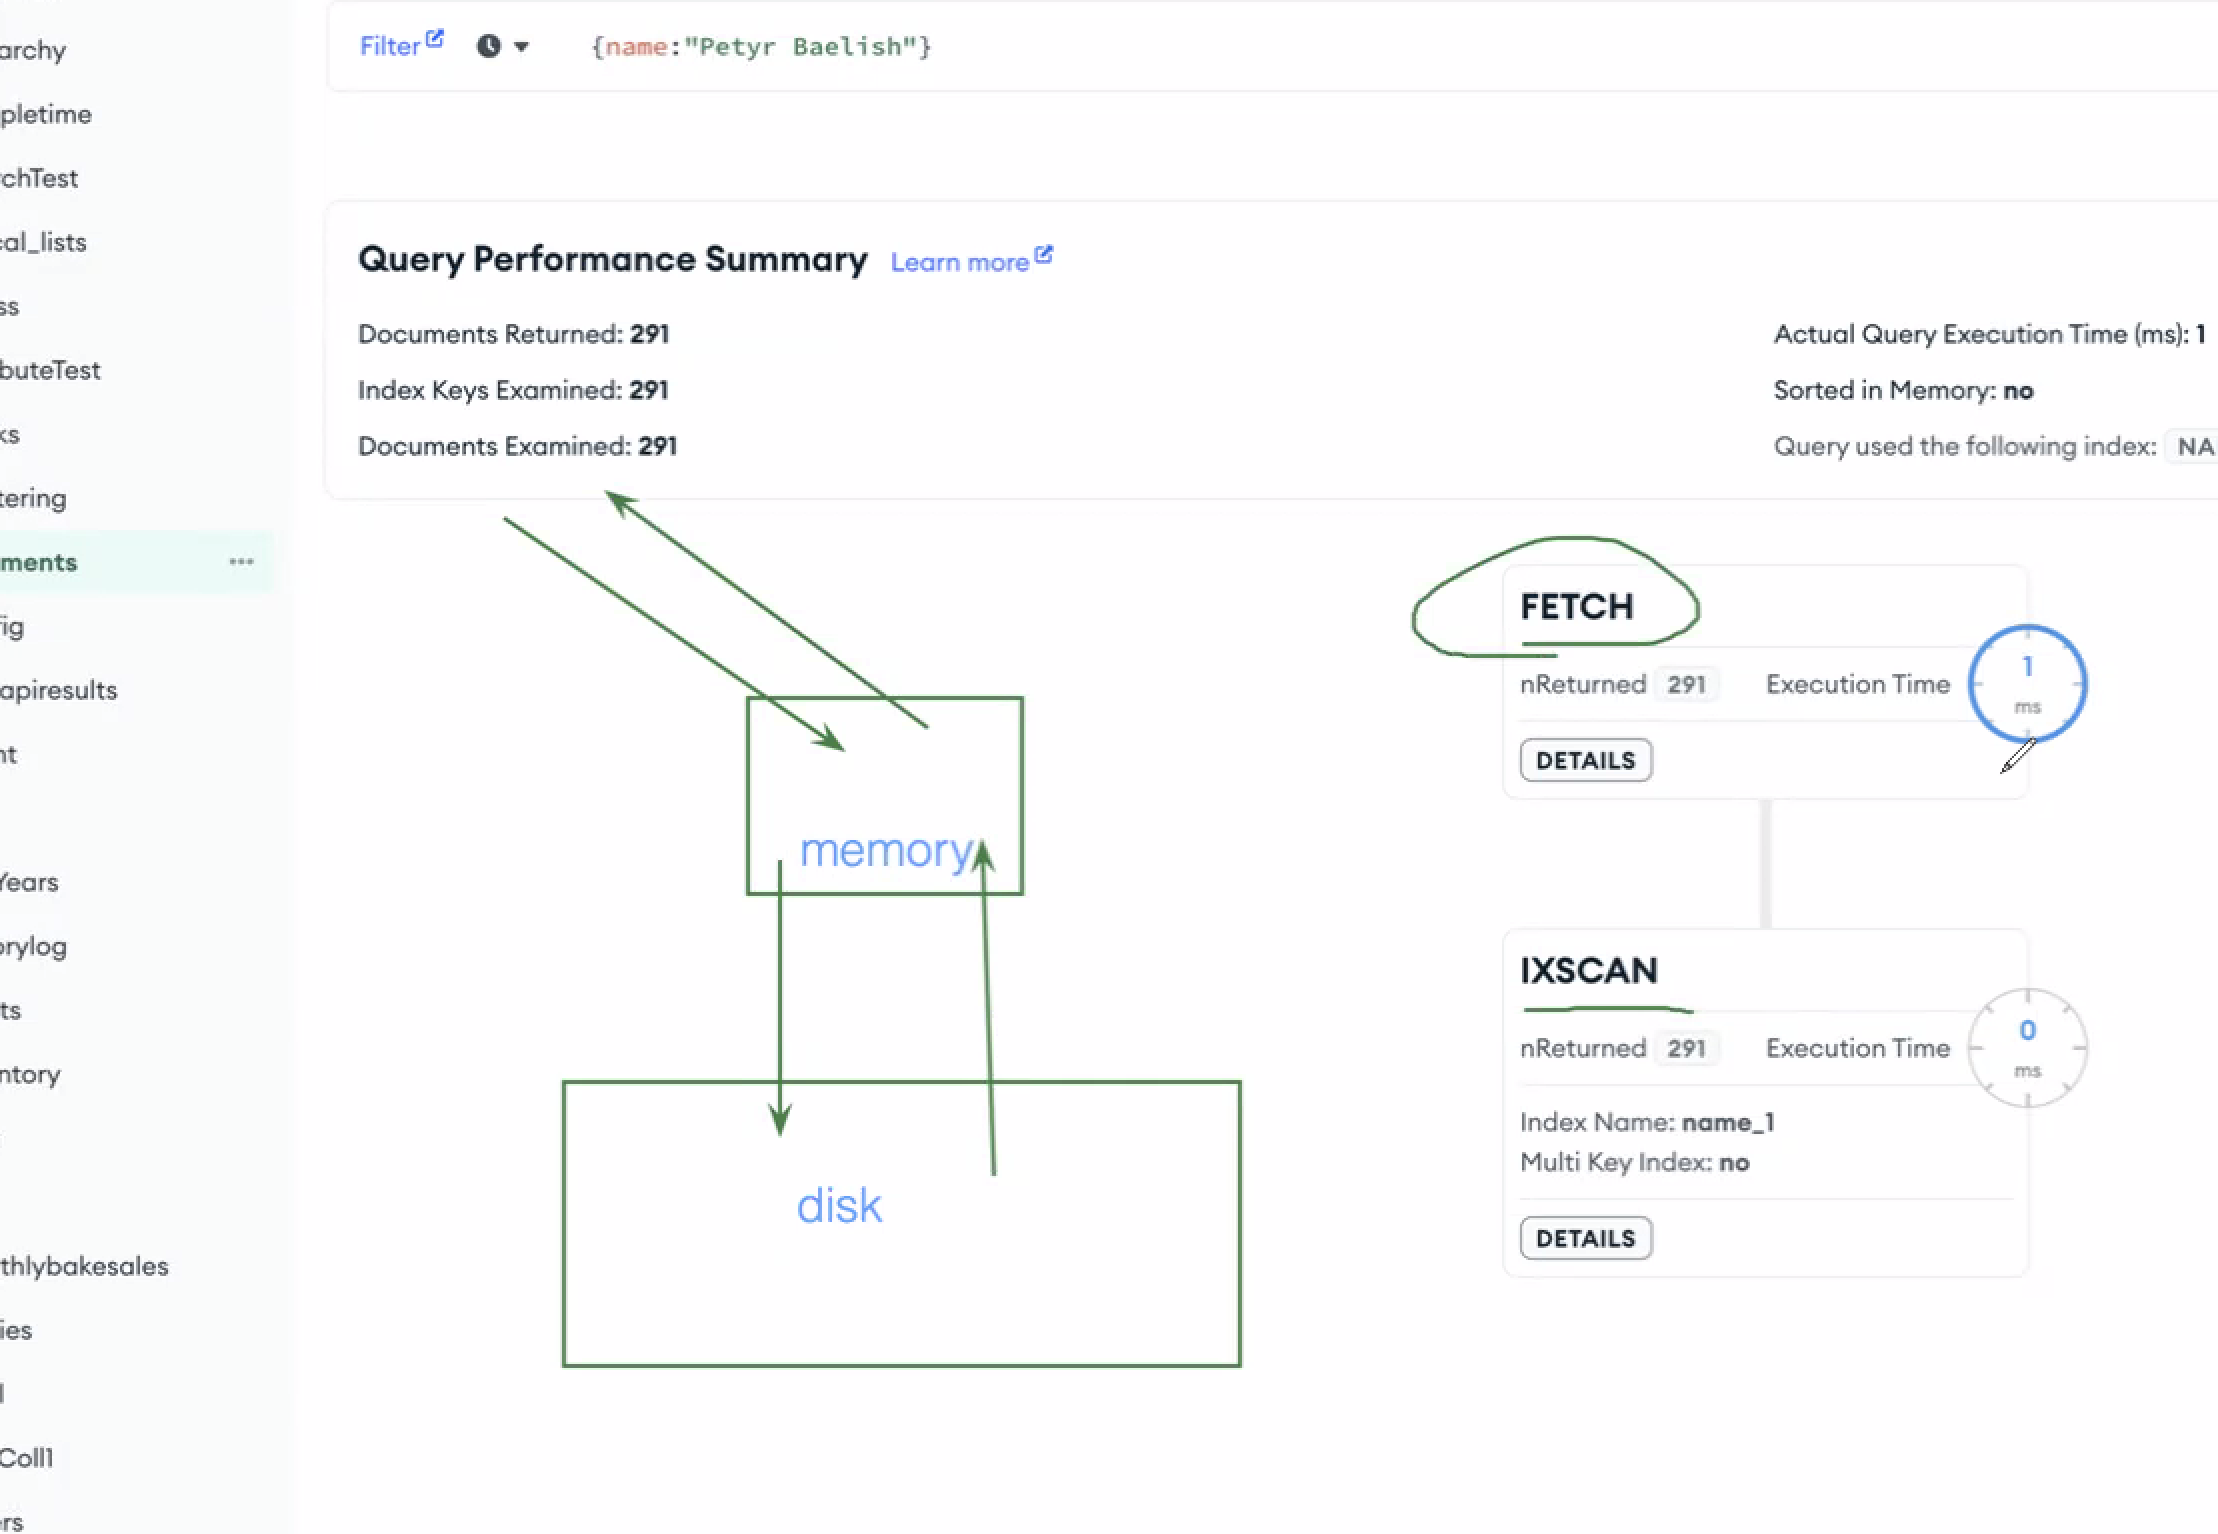 archy
pletime
chTest
cal_lists
ss
buteTest
ks
tering
ments
fig
apiresults
nt
Years
orylog
ts
ntory
thlybakesales
ies
Coll1
ers
Filter
{name:"Petyr Baelish"}
Query Performance Summary Learn more
Documents Returned: 291
Index Keys Examined: 291
Documents Examined: 291
Actual Query Execution Time (ms): 1
Sorted in Memory: no
Query used the following index: NA
memory
disk
FETCH
nReturned 291 Execution Time 1 ms
DETAILS
IXSCAN
nReturned 291 Execution Time 0 ms
Index Name: name_1
Multi Key Index: no
DETAILS